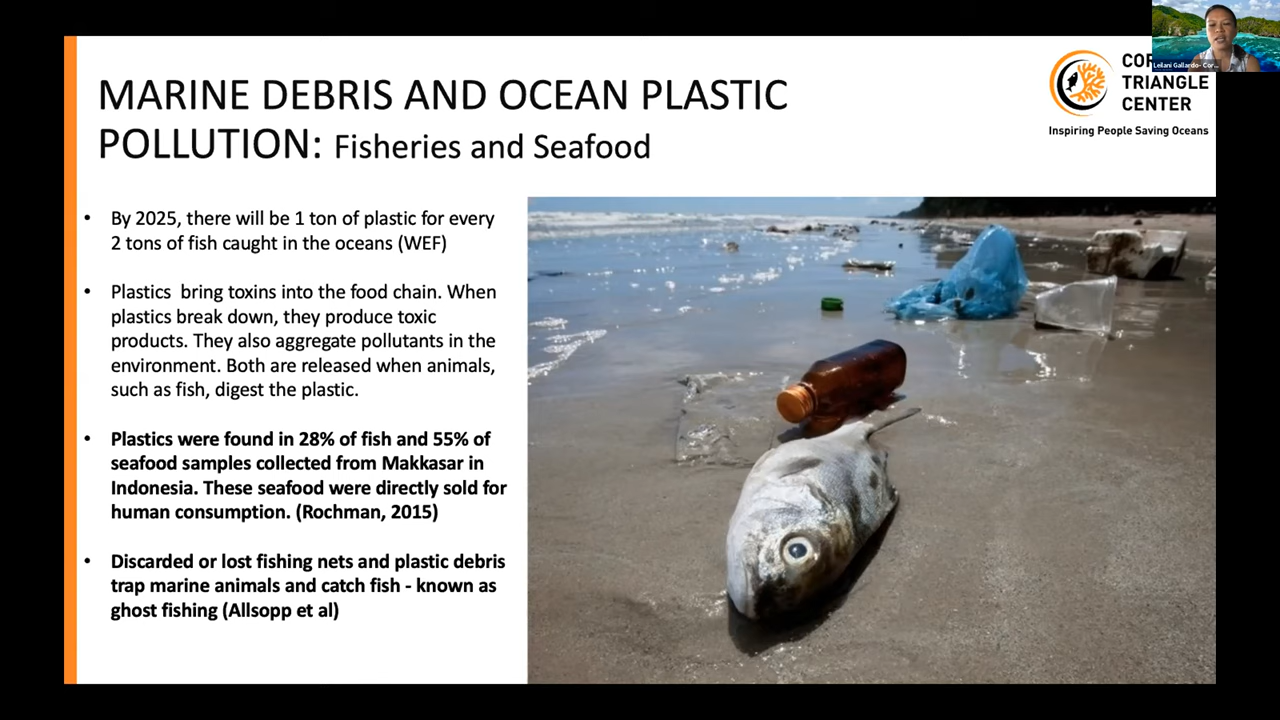 MARINE DEBRIS AND OCEAN PLASTIC
POLLUTION: Fisheries and Seafood
COR
TRIANGLE
CENTER
Inspiring People Saving Oceans
Leilani Gallardo- Cor...
• By 2025, there will be 1 ton of plastic for every
2 tons of fish caught in the oceans (WEF)
• Plastics bring toxins into the food chain. When
plastics break down, they produce toxic
products. They also aggregate pollutants in the
environment. Both are released when animals,
such as fish, digest the plastic.
• Plastics were found in 28% of fish and 55% of
seafood samples collected from Makkasar in
Indonesia. These seafood were directly sold for
human consumption. (Rochman, 2015)
• Discarded or lost fishing nets and plastic debris
trap marine animals and catch fish - known as
ghost fishing (Allsopp et al)